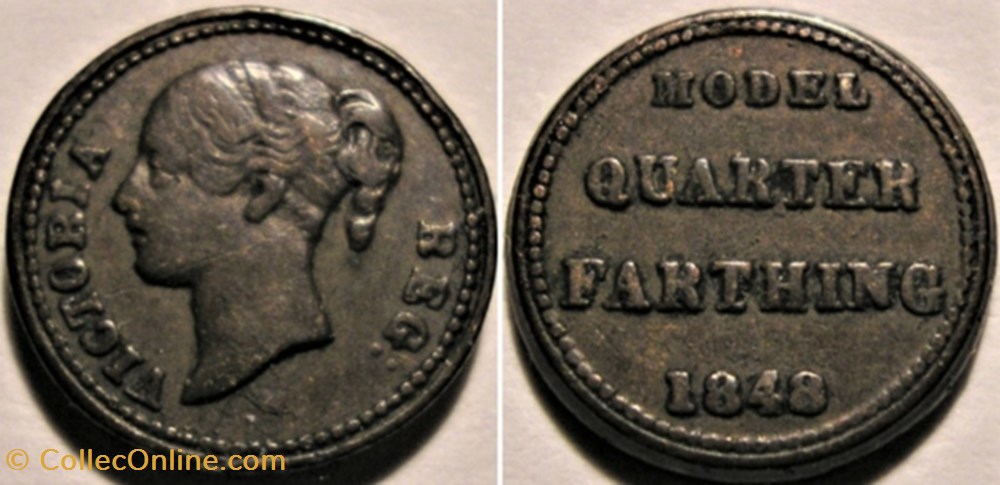 VICTORIA REG.
MODEL
QUARTER
FARTHING
1848
© CollecOnline.com